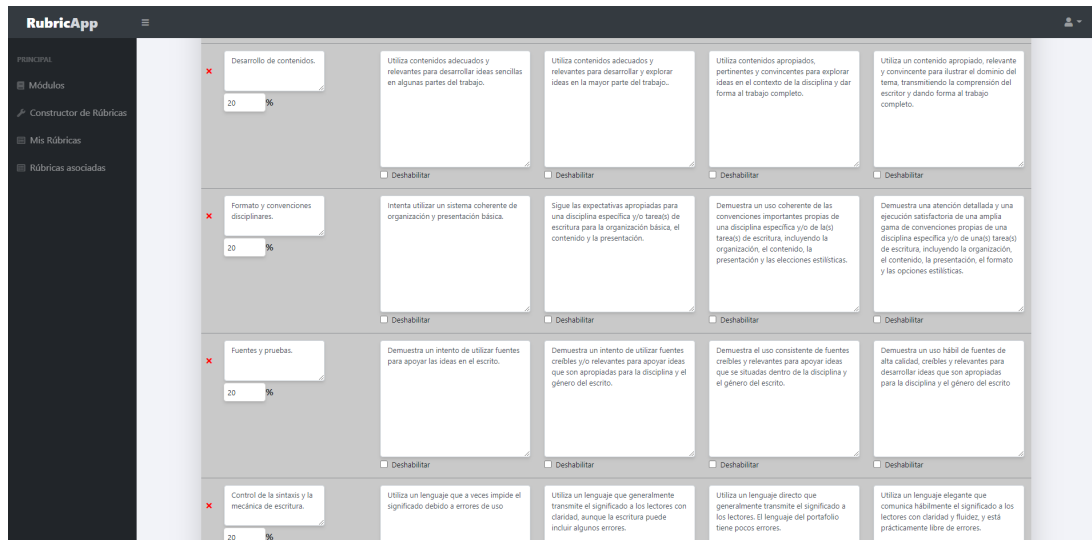 RubricApp
PRINCIPAL
Módulos
Constructor de Rúbricas
Mis Rúbricas
Rúbricas asociadas
Desarrollo de contenidos.
20 %
Utiliza contenidos adecuados y
relevantes para desarrollar ideas sencillas
en algunas partes del trabajo.
Deshabilitar
Utiliza contenidos adecuados y
relevantes para desarrollar y explorar
ideas en la mayor parte del trabajo..
Deshabilitar
Utiliza contenidos apropiados,
pertinentes y convincentes para explorar
ideas en el contexto de la disciplina y dar
forma al trabajo completo.
Deshabilitar
Utiliza un contenido apropiado, relevante
y convincente para ilustrar el dominio del
tema, transmitiendo la comprensión del
escritor y dando forma al trabajo
completo.
Deshabilitar
Formato y convenciones
disciplinares.
20 %
Intenta utilizar un sistema coherente de
organización y presentación básica.
Deshabilitar
Sigue las expectativas apropiadas para
una disciplina específica y/o tarea(s) de
escritura para la organización básica, el
contenido y la presentación.
Deshabilitar
Demuestra un uso coherente de las
convenciones importantes propias de
una disciplina específica y/o de la(s)
tarea(s) de escritura, incluyendo la
organización, el contenido, la
presentación y las elecciones estilísticas.
Deshabilitar
Demuestra una atención detallada y una
ejecución satisfactoria de una amplia
gama de convenciones propias de una
disciplina específica y/o de una(s) tarea(s)
de escritura, incluyendo la organización,
el contenido, la presentación, el formato
y las opciones estilísticas.
Deshabilitar
Fuentes y pruebas.
20 %
Demuestra un intento de utilizar fuentes
para apoyar las ideas en el escrito.
Deshabilitar
Demuestra un intento de utilizar fuentes
creíbles y/o relevantes para apoyar ideas
que son apropiadas para la disciplina y el
género del escrito.
Deshabilitar
Demuestra el uso consistente de fuentes
creíbles y relevantes para apoyar ideas
que se situadas dentro de la disciplina y
el género del escrito.
Deshabilitar
Demuestra un uso hábil de fuentes de
alta calidad, creíbles y relevantes para
desarrollar ideas que son apropiadas
para la disciplina y el género del escrito
Deshabilitar
Control de la sintaxis y la
mecánica de escritura.
20 %
Utiliza un lenguaje que a veces impide el
significado debido a errores de uso
Utiliza un lenguaje que generalmente
transmite el significado a los lectores con
claridad, aunque la escritura puede
incluir algunos errores.
Utiliza un lenguaje directo que
generalmente transmite el significado a
los lectores. El lenguaje del portafolio
tiene pocos errores.
Utiliza un lenguaje elegante que
comunica hábilmente el significado a los
lectores con claridad y fluidez, y está
prácticamente libre de errores.